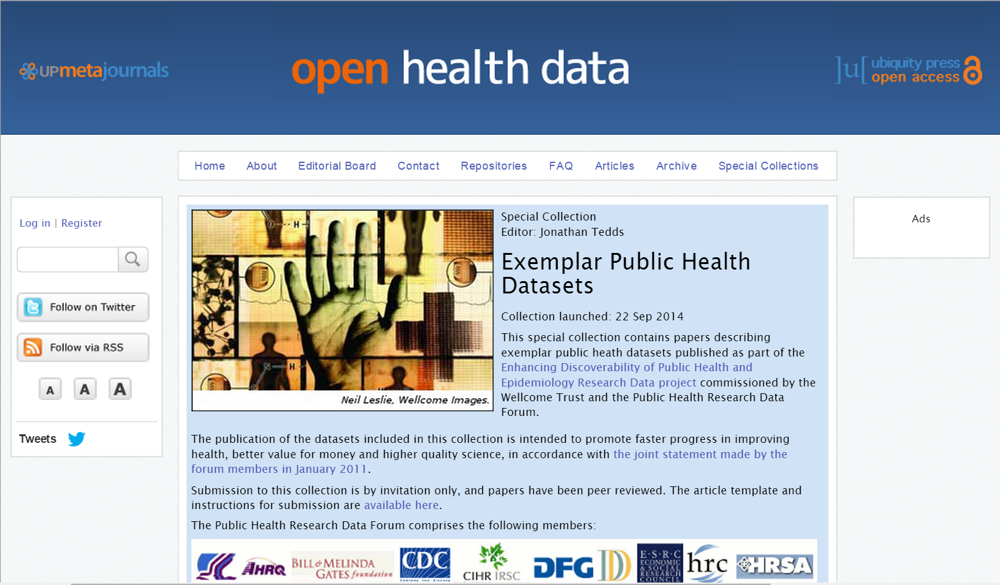 upmetajournals
open health data
]u[ ubiquity press
open access
Home About Editorial Board Contact Repositories FAQ Articles Archive Special Collections
Log in | Register
Follow on Twitter
Follow via RSS
A A A
Tweets
H
H
N
H
Neil Leslie, Wellcome Images.
Special Collection
Editor: Jonathan Tedds
Exemplar Public Health
Datasets
Collection launched: 22 Sep 2014
This special collection contains papers describing
exemplar public heath datasets published as part of the
Enhancing Discoverability of Public Health and
Epidemiology Research Data project commissioned by the
Wellcome Trust and the Public Health Research Data
Forum.
The publication of the datasets included in this collection is intended to promote faster progress in improving
health, better value for money and higher quality science, in accordance with the joint statement made by the
forum members in January 2011.
Submission to this collection is by invitation only, and papers have been peer reviewed. The article template and
instructions for submission are available here.
The Public Health Research Data Forum comprises the following members:
AHRQ
BILL & MELINDA
GATES foundation
CDC
CIHR IRSC
DFG
E·S·R·C
ECONOMIC
& SOCIAL
RESEARCH
COUNCIL
hrc
HRSA
Ads